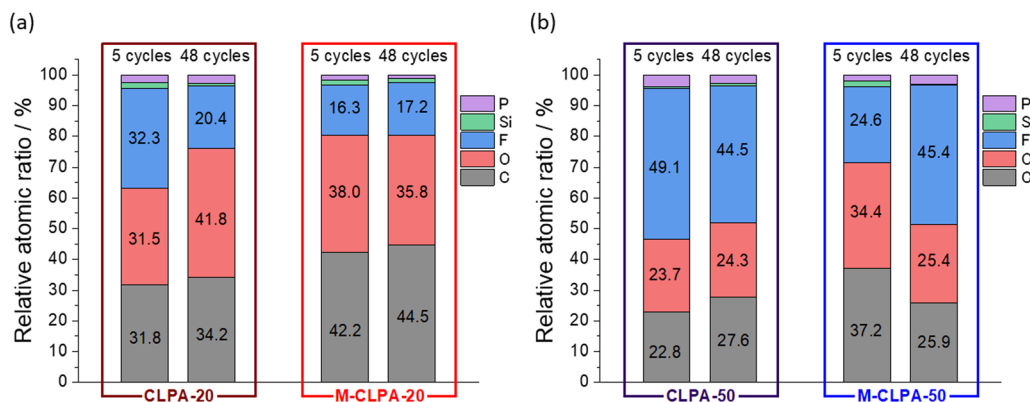 (a)
5 cycles 48 cycles 5 cycles 48 cycles
Relative atomic ratio / %
100
90
80
70
60
50
40
30
20
10
0
32.3
31.5
31.8
20.4
41.8
34.2
16.3
38.0
42.2
17.2
35.8
44.5
P
Si
F
O
C
CLPA-20 M-CLPA-20
(b)
5 cycles 48 cycles 5 cycles 48 cycles
Relative atomic ratio / %
100
90
80
70
60
50
40
30
20
10
0
49.1
23.7
22.8
44.5
24.3
27.6
24.6
34.4
37.2
45.4
25.4
25.9
P
S
F
CLPA-50 M-CLPA-50